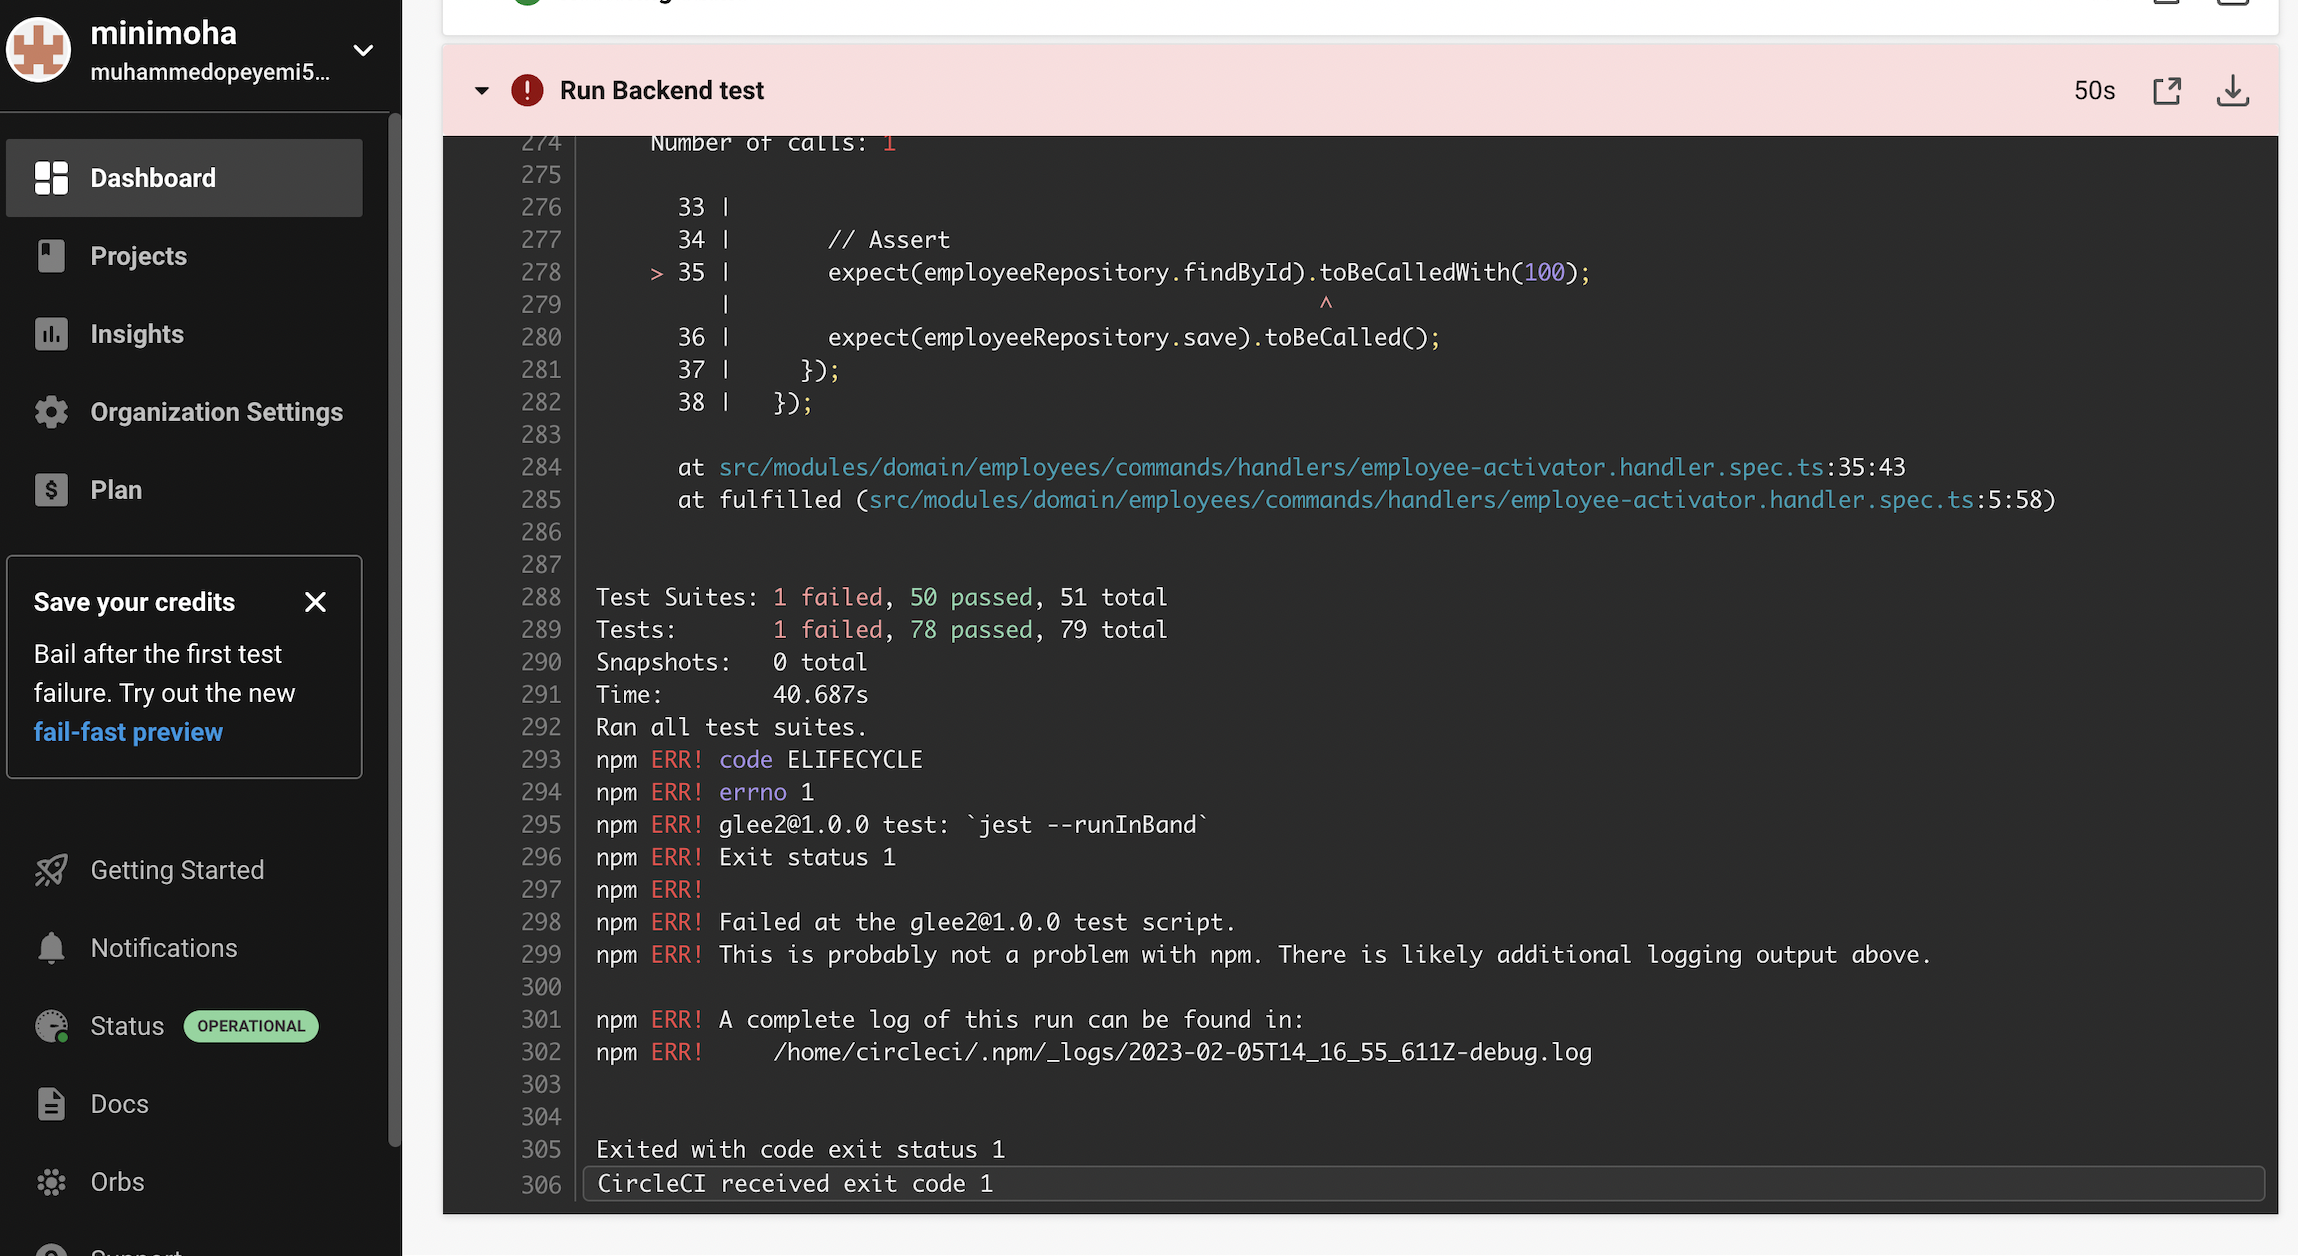 minimoha
muhammedopeyemi5...
Dashboard
Projects
Insights
Organization Settings
Plan
Save your credits
Bail after the first test
failure. Try out the new
fail-fast preview
Getting Started
Notifications
Status OPERATIONAL
Docs
Orbs
Support
Run Backend test 50s
274 Number of calls: 1
275
276 33 |
277 34 | // Assert
278 > 35 | expect(employeeRepository.findById).toBeCalledWith(100);
279 | ^
280 36 | expect(employeeRepository.save).toBeCalled();
281 37 | });
282 38 | });
283
284 at src/modules/domain/employees/commands/handlers/employee-activator.handler.spec.ts:35:43
285 at fulfilled (src/modules/domain/employees/commands/handlers/employee-activator.handler.spec.ts:5:58)
286
287
288 Test Suites: 1 failed, 50 passed, 51 total
289 Tests: 1 failed, 78 passed, 79 total
290 Snapshots: 0 total
291 Time: 40.687s
292 Ran all test suites.
293 npm ERR! code ELIFECYCLE
294 npm ERR! errno 1
295 npm ERR! glee2@1.0.0 test: `jest --runInBand`
296 npm ERR! Exit status 1
297 npm ERR!
298 npm ERR! Failed at the glee2@1.0.0 test script.
299 npm ERR! This is probably not a problem with npm. There is likely additional logging output above.
300
301 npm ERR! A complete log of this run can be found in:
302 npm ERR! /home/circleci/.npm/_logs/2023-02-05T14_16_55_611Z-debug.log
303
304
305 Exited with code exit status 1
306 CircleCI received exit code 1